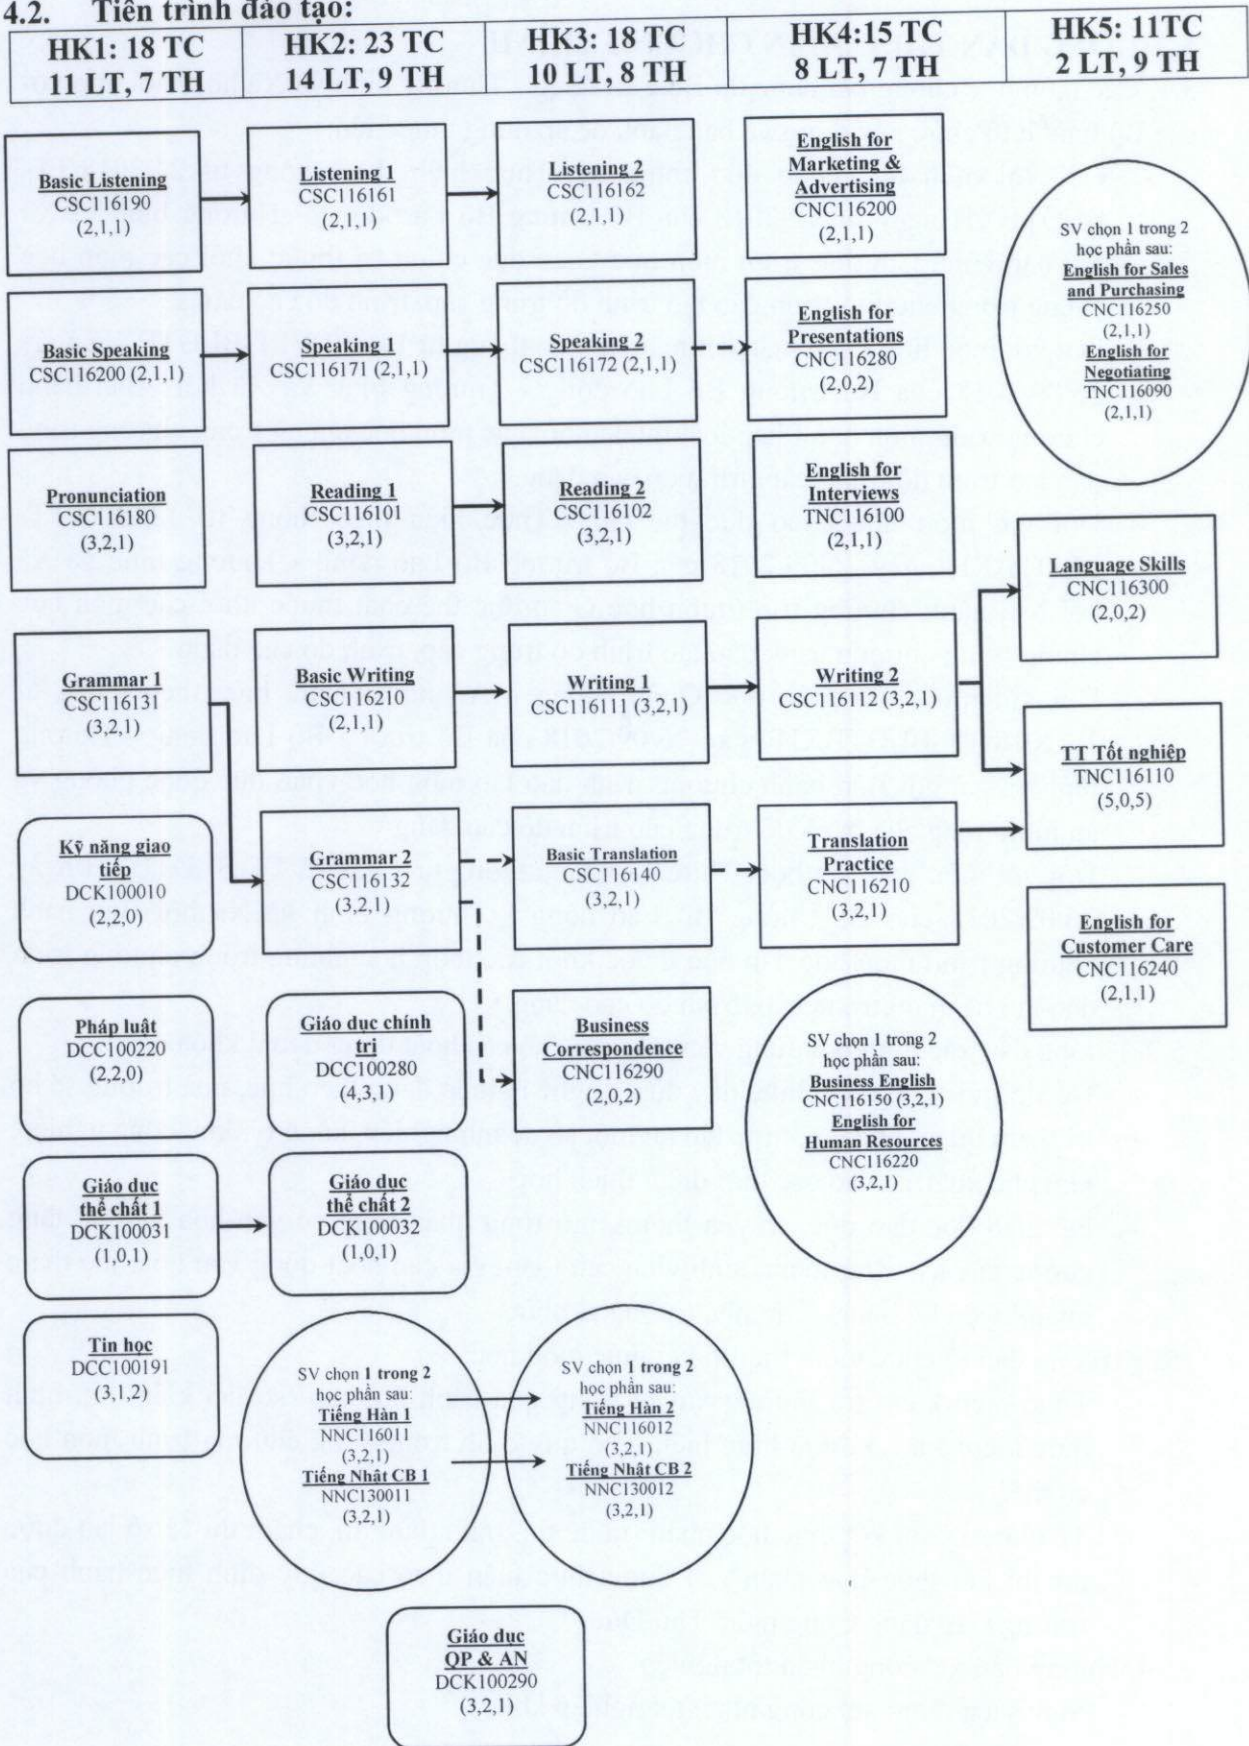 4.2. Tiến trình đào tạo:
HK1: 18 TC
11 LT, 7 TH
HK2: 23 TC
14 LT, 9 TH
HK3: 18 TC
10 LT, 8 TH
HK4:15 TC
8 LT, 7 TH
HK5: 11TC
2 LT, 9 TH
Basic Listening
CSC116190
(2,1,1)
Listening 1
CSC116161
(2,1,1)
Listening 2
CSC116162
(2,1,1)
English for
Marketing &
Advertising
CNC116200
(2,1,1)
SV chọn 1 trong 2
học phần sau:
English for Sales
and Purchasing
CNC116250
(2,1,1)
English for
Negotiating
TNC116090
(2,1,1)
Basic Speaking
CSC116200 (2,1,1)
Speaking 1
CSC116171 (2,1,1)
Speaking 2
CSC116172 (2,1,1)
English for
Presentations
CNC116280
(2,0,2)
Pronunciation
CSC116180
(3,2,1)
Reading 1
CSC116101
(3,2,1)
Reading 2
CSC116102
(3,2,1)
English for
Interviews
TNC116100
(2,1,1)
Language Skills
CNC116300
(2,0,2)
Grammar 1
CSC116131
(3,2,1)
Basic Writing
CSC116210
(2,1,1)
Writing 1
CSC116111 (3,2,1)
Writing 2
CSC116112 (3,2,1)
TT Tốt nghiệp
TNC116110
(5,0,5)
Kỹ năng giao
tiếp
DCK100010
(2,2,0)
Grammar 2
CSC116132
(3,2,1)
Basic Translation
CSC116140
(3,2,1)
Translation
Practice
CNC116210
(3,2,1)
English for
Customer Care
CNC116240
(2,1,1)
Pháp luật
DCC100220
(2,2,0)
Giáo dục chính
trị
DCC100280
(4,3,1)
Business
Correspondence
CNC116290
(2,0,2)
SV chọn 1 trong 2
học phần sau:
Business English
CNC116150 (3,2,1)
English for
Human Resources
CNC116220
(3,2,1)
Giáo dục
thể chất 1
DCK100031
(1,0,1)
Giáo dục
thể chất 2
DCK100032
(1,0,1)
Tin học
DCC100191
(3,1,2)
SV chọn 1 trong 2
học phần sau:
Tiếng Hàn 1
NNC116011
(3,2,1)
Tiếng Nhật CB 1
NNC130011
(3,2,1)
SV chọn 1 trong 2
học phần sau:
Tiếng Hàn 2
NNC116012
(3,2,1)
Tiếng Nhật CB 2
NNC130012
(3,2,1)
Giáo dục
QP & AN
DCK100290
(3,2,1)